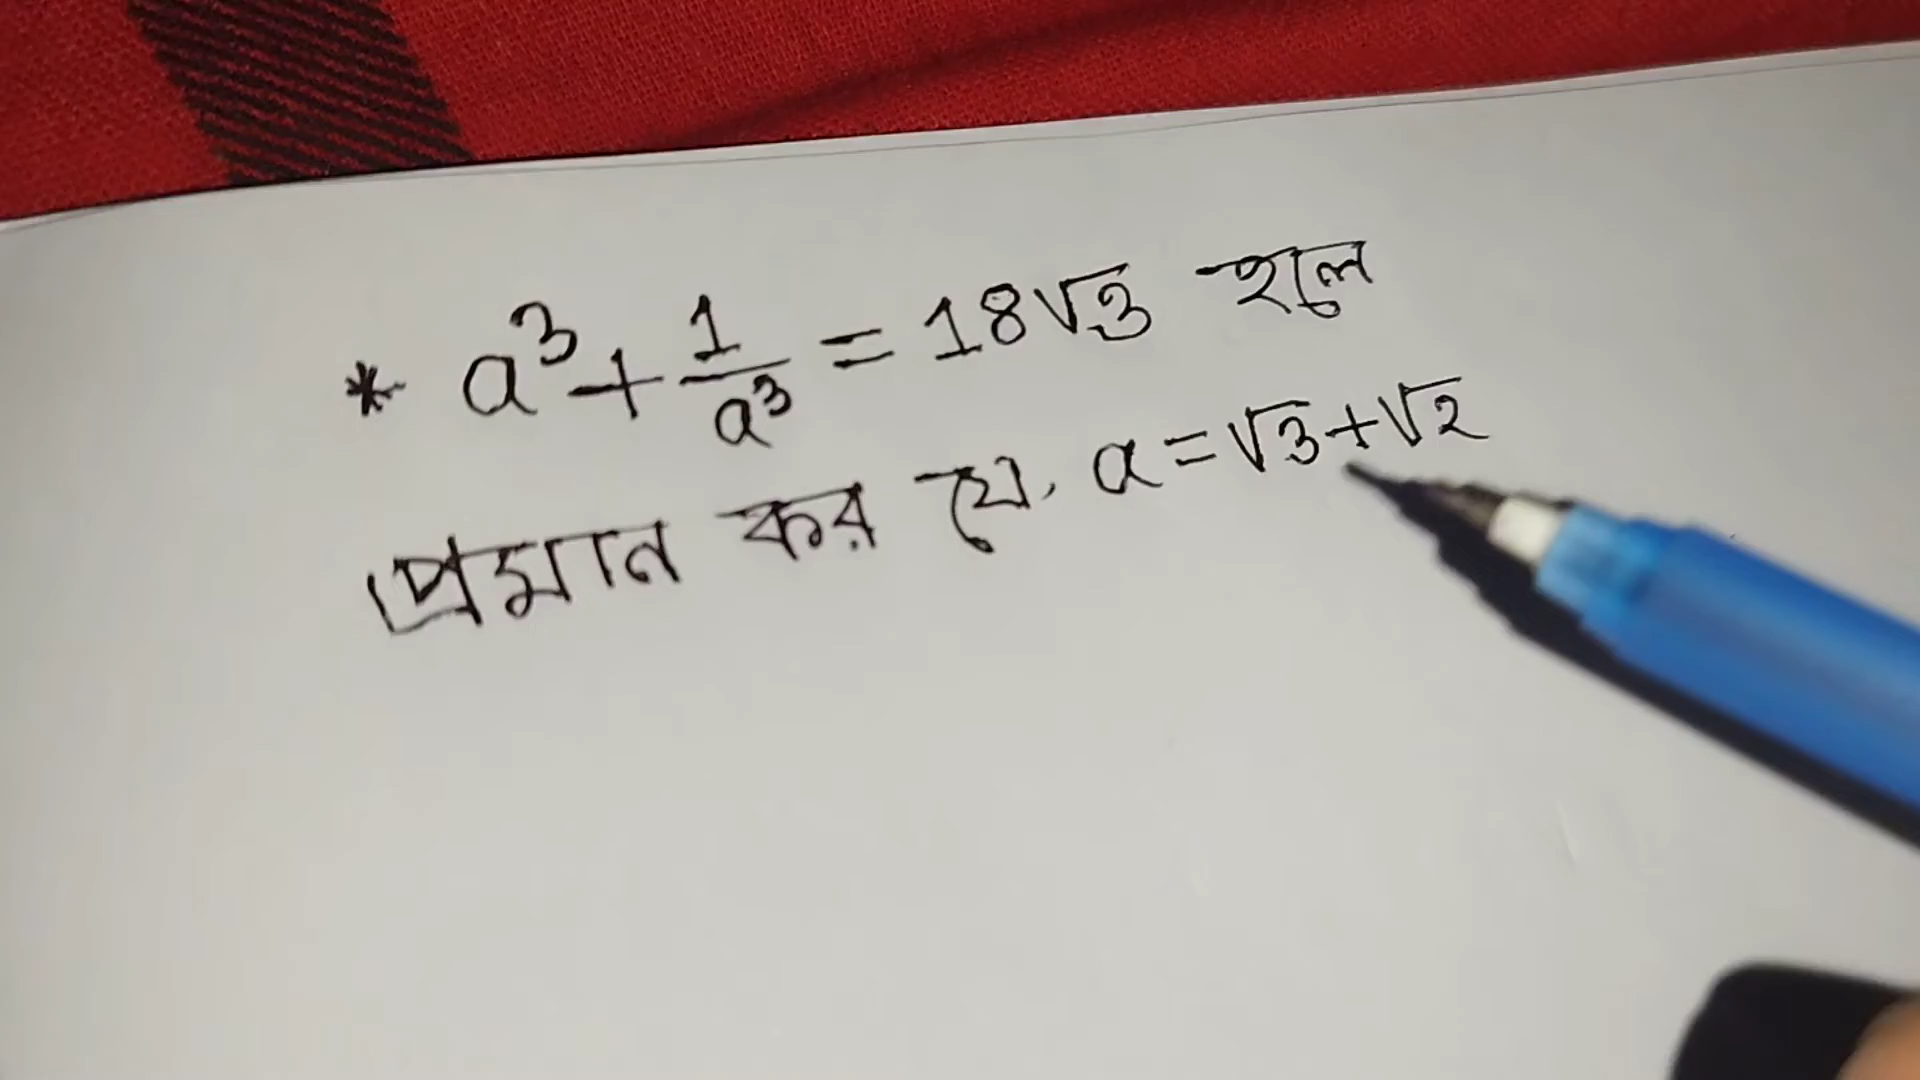 * a³ + 1/a³ = 18√3 হলে
প্রমান কর যে, a = √3+√2